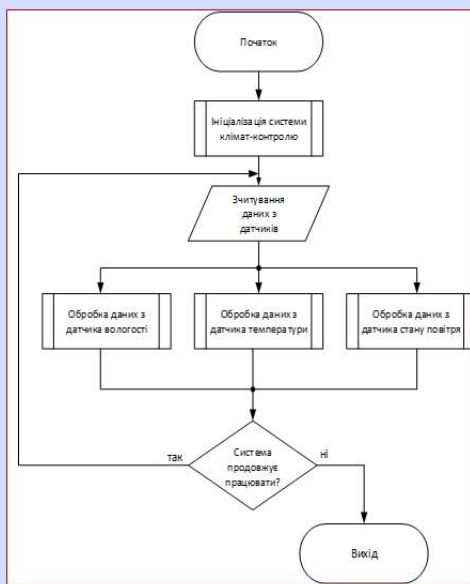 Початок
Ініціалізація системи
клімат-контролю
Зчитування
даних з
датчиків
Обробка даних з
датчика вологості
Обробка даних з
датчика температури
Обробка даних з
датчика стану повітря
так
Система
продовжує
працювати?
ні
Вихід